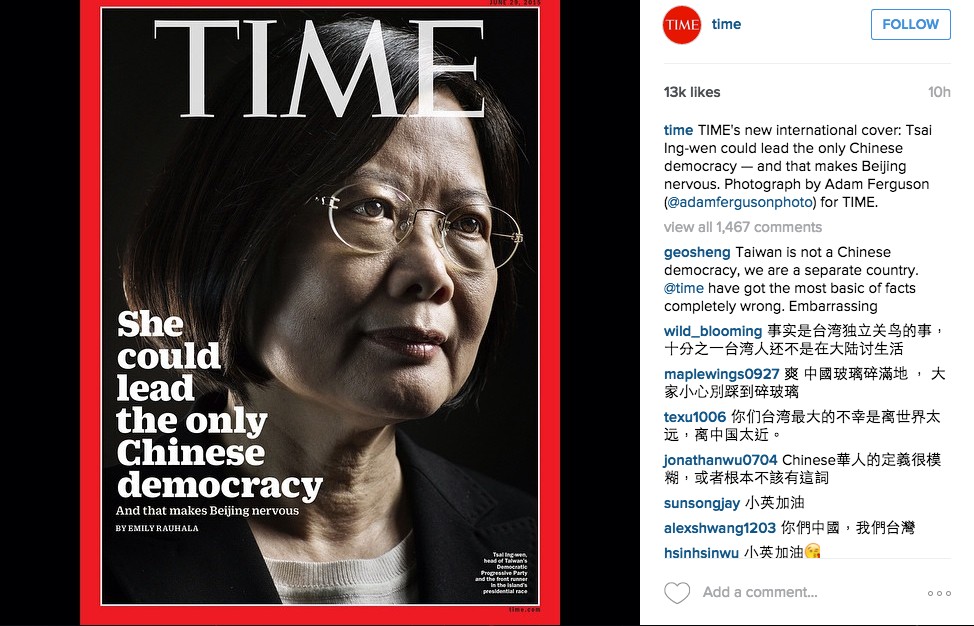 JUNE 29, 2015
TIME
She
could
lead
the only
Chinese
democracy
And that makes Beijing nervous
BY EMILY RAUHALA
Tsai Ing-wen,
head of Taiwan's
Democratic
Progressive Party
and the front runner
in the Island's
presidential race
time.com
TIME
time
FOLLOW
13k likes
10h
time TIME's new international cover: Tsai
Ing-wen could lead the only Chinese
democracy — and that makes Beijing
nervous. Photograph by Adam Ferguson
(@adamfergusonphoto) for TIME.
view all 1,467 comments
geosheng Taiwan is not a Chinese
democracy, we are a separate country.
@time have got the most basic of facts
completely wrong. Embarrassing
wild_blooming 事实是台湾独立关鸟的事，
十分之一台湾人还不是在大陆讨生活
maplewings0927 爽 中國玻璃碎滿地 ， 大
家小心別踩到碎玻璃
texu1006 你们台湾最大的不幸是离世界太
远，离中国太近。
jonathanwu0704 Chinese華人的定義很模
糊，或者根本不該有這詞
sunsongjay 小英加油
alexshwang1203 你們中國，我們台灣
hsinhsinwu 小英加油😘
Add a comment...